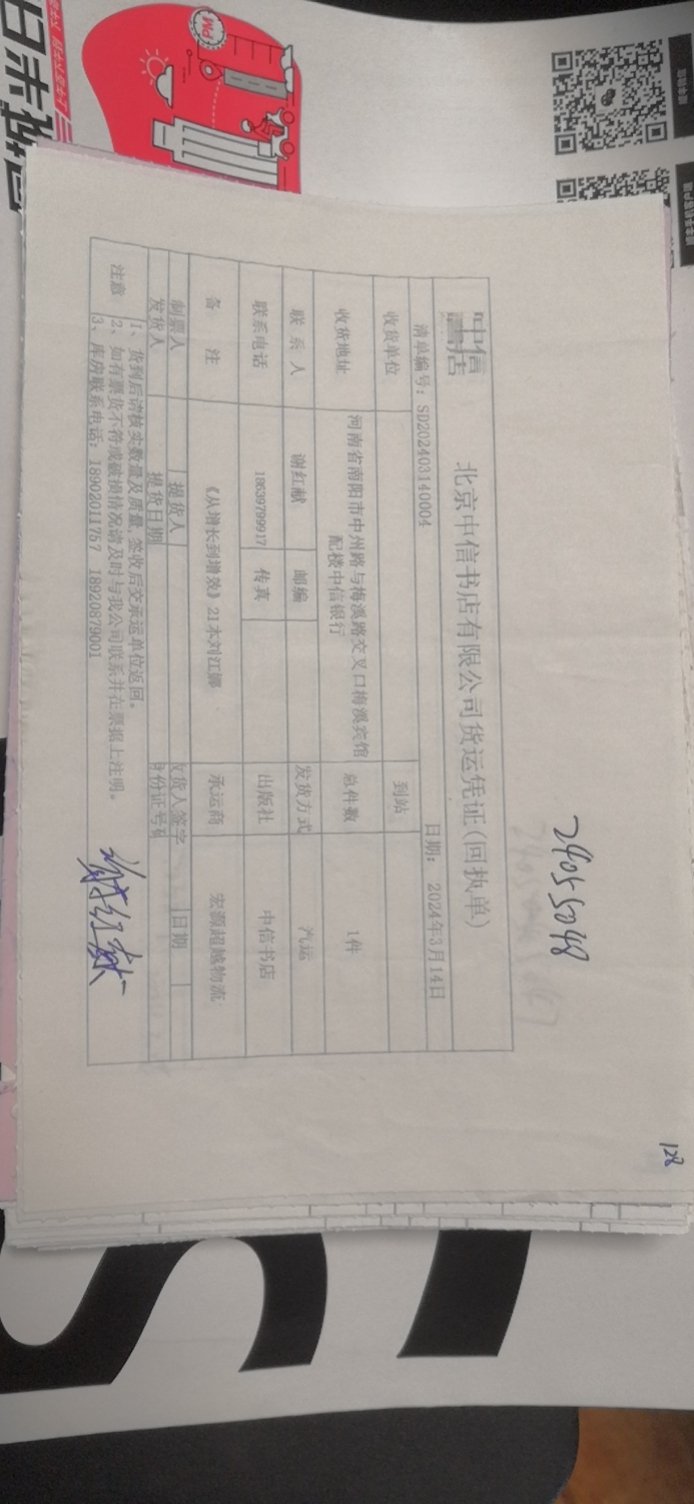 24055048
128
中信书店
北京中信书店有限公司货运凭证(回执单)
清单编号: SD202403140004 日期: 2024年3月14日
收货单位 到站
收货地址 河南省南阳市中州路与梅溪路交叉口梅溪宾馆配楼中信银行 总件数 1件
联系人 谢红献 邮编 发货方式 汽运
联系电话 18639799917 传真 出版社 中信书店
备注 《从增长到增效》21本刘江娜 承运商 宏源超越物流
制票人 提货人 收货人签字 日期
发货人 提货日期 身份证号码
注意
1、货到后请核实数量及质量,签收后交承运单位返回。
2、如有票货不符或破损情况请及时与我公司联系并在票据上注明。
3、库房联系电话: 18902011757 18920879001
谢红献